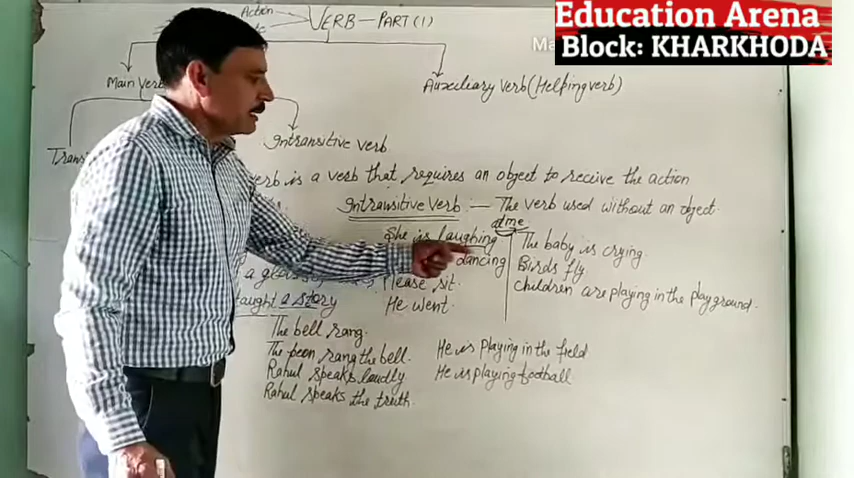 Education Arena
Block: KHARKHODA
Action
VERB - PART (1)
Main Verb
Auxiliary verb (Helping verb)
Intransitive verb
verb is a verb that requires an object to receive the action
Intransitive Verb — The verb used without an object.
at me
She is laughing
The baby is crying.
dancing
Birds fly
Please sit.
children are playing in the playground.
taught a story
He went.
The bell rang.
The peon rang the bell.
He is Playing in the field
Rahul speaks loudly
He is playing football
Rahul speaks the truth.